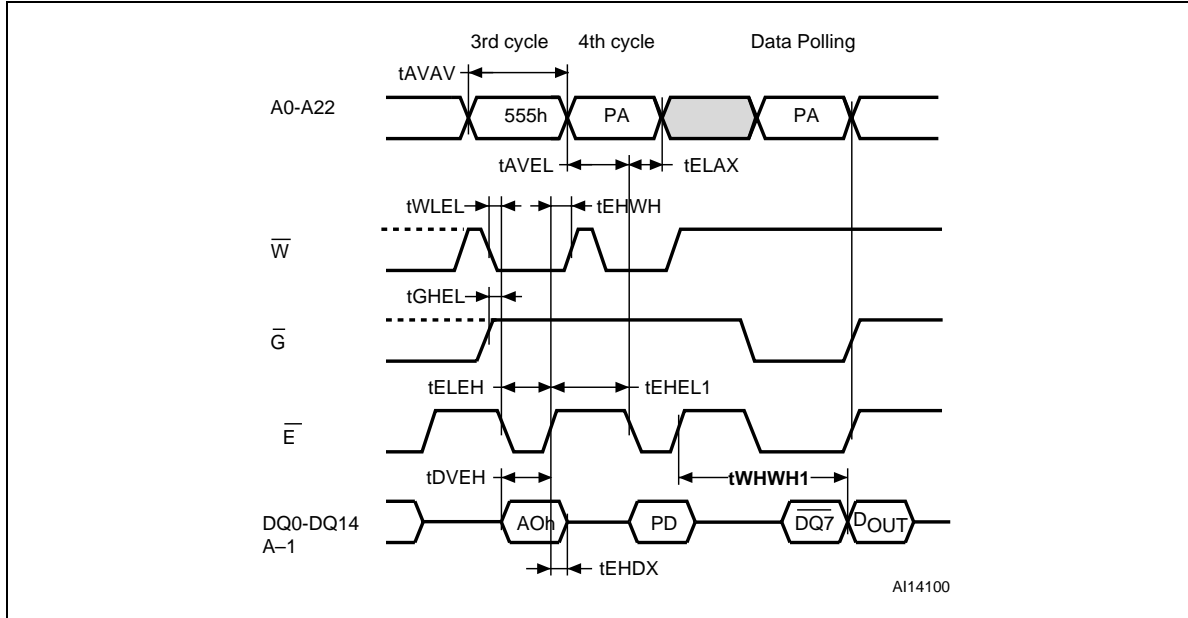 3rd cycle 4th cycle Data Polling
tAVAV
A0-A22 555h PA PA
tAVEL tELAX
tWLEL tEHWH
W̅
tGHEL
G̅
tELEH tEHEL1
E̅
tDVEH tWHWH1
DQ0-DQ14 AOh PD D̅Q̅7̅ DOUT
A–1
tEHDX
AI14100